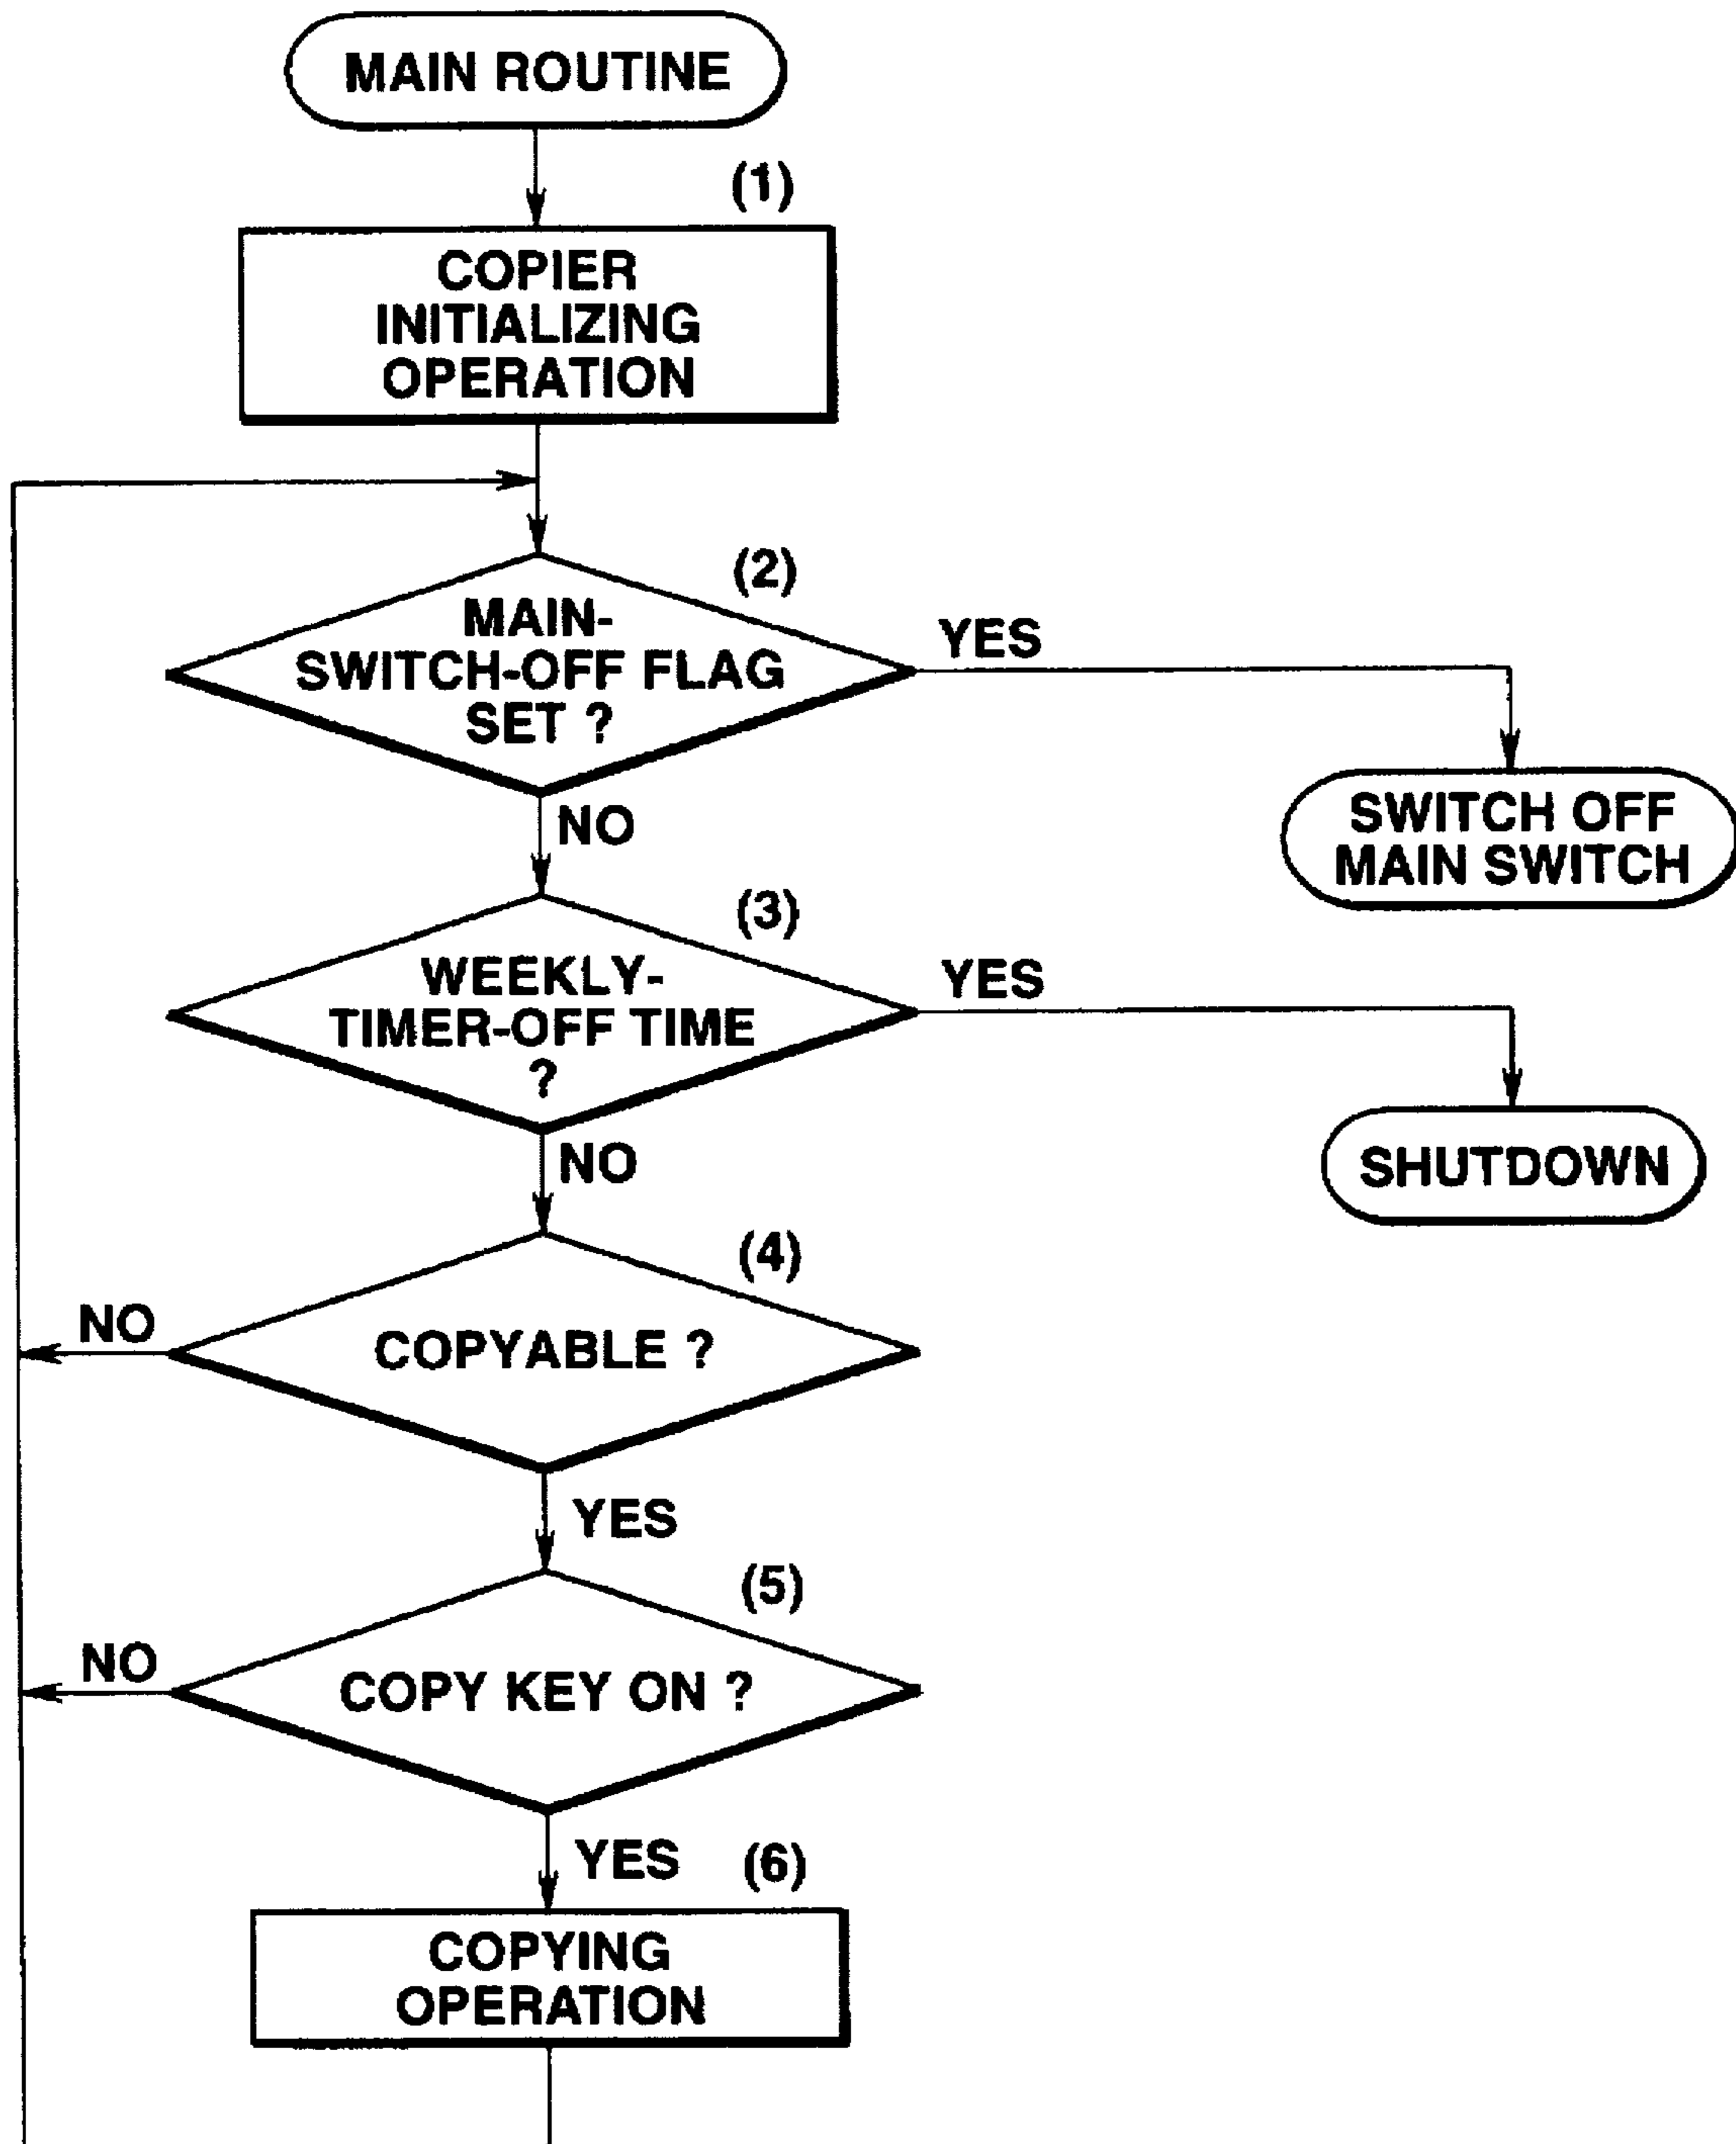 MAIN ROUTINE
(1)
COPIER
INITIALIZING
OPERATION
(2)
MAIN-
SWITCH-OFF FLAG
SET ?
YES
SWITCH OFF
MAIN SWITCH
NO
(3)
WEEKLY-
TIMER-OFF TIME
?
YES
SHUTDOWN
NO
(4)
COPYABLE ?
NO
YES
(5)
COPY KEY ON ?
NO
YES
(6)
COPYING
OPERATION